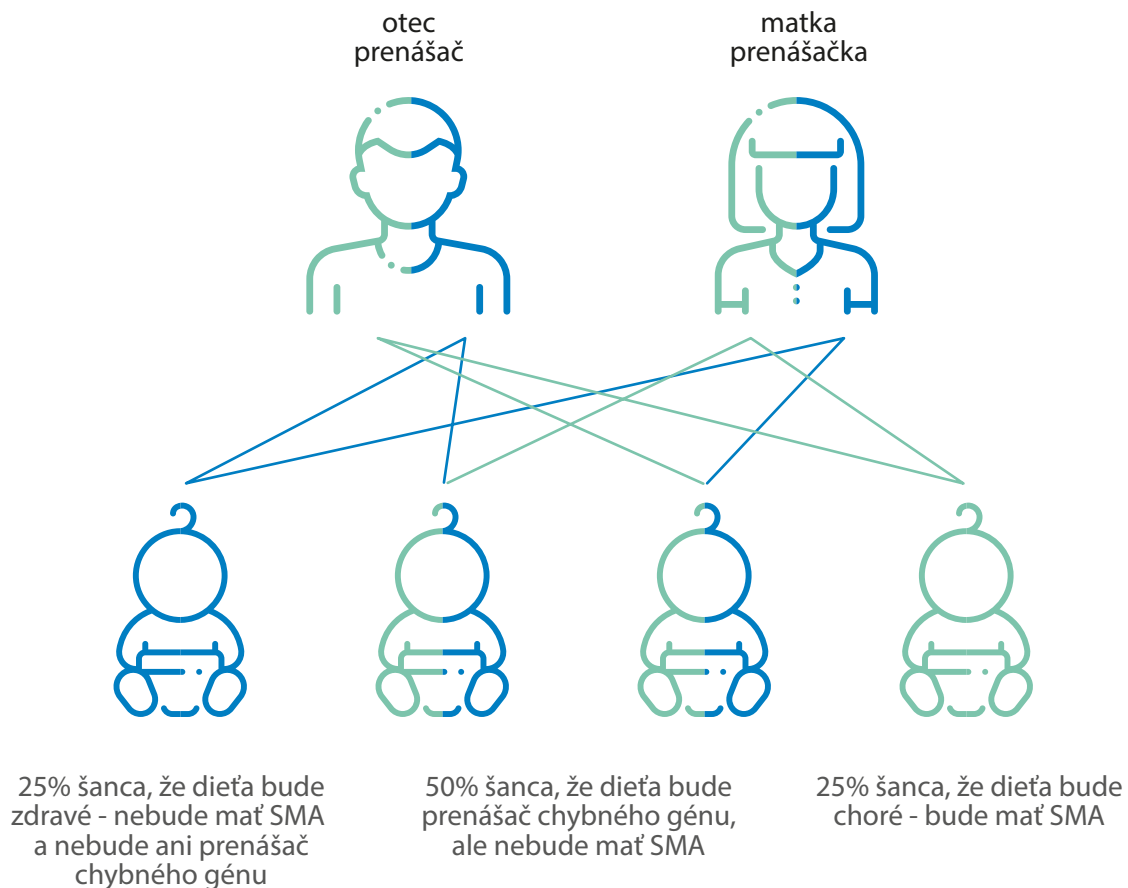 otec
prenášač
matka
prenášačka
25% šanca, že dieťa bude
zdravé - nebude mať SMA
a nebude ani prenášač
chybného génu
50% šanca, že dieťa bude
prenášač chybného génu,
ale nebude mať SMA
25% šanca, že dieťa bude
choré - bude mať SMA